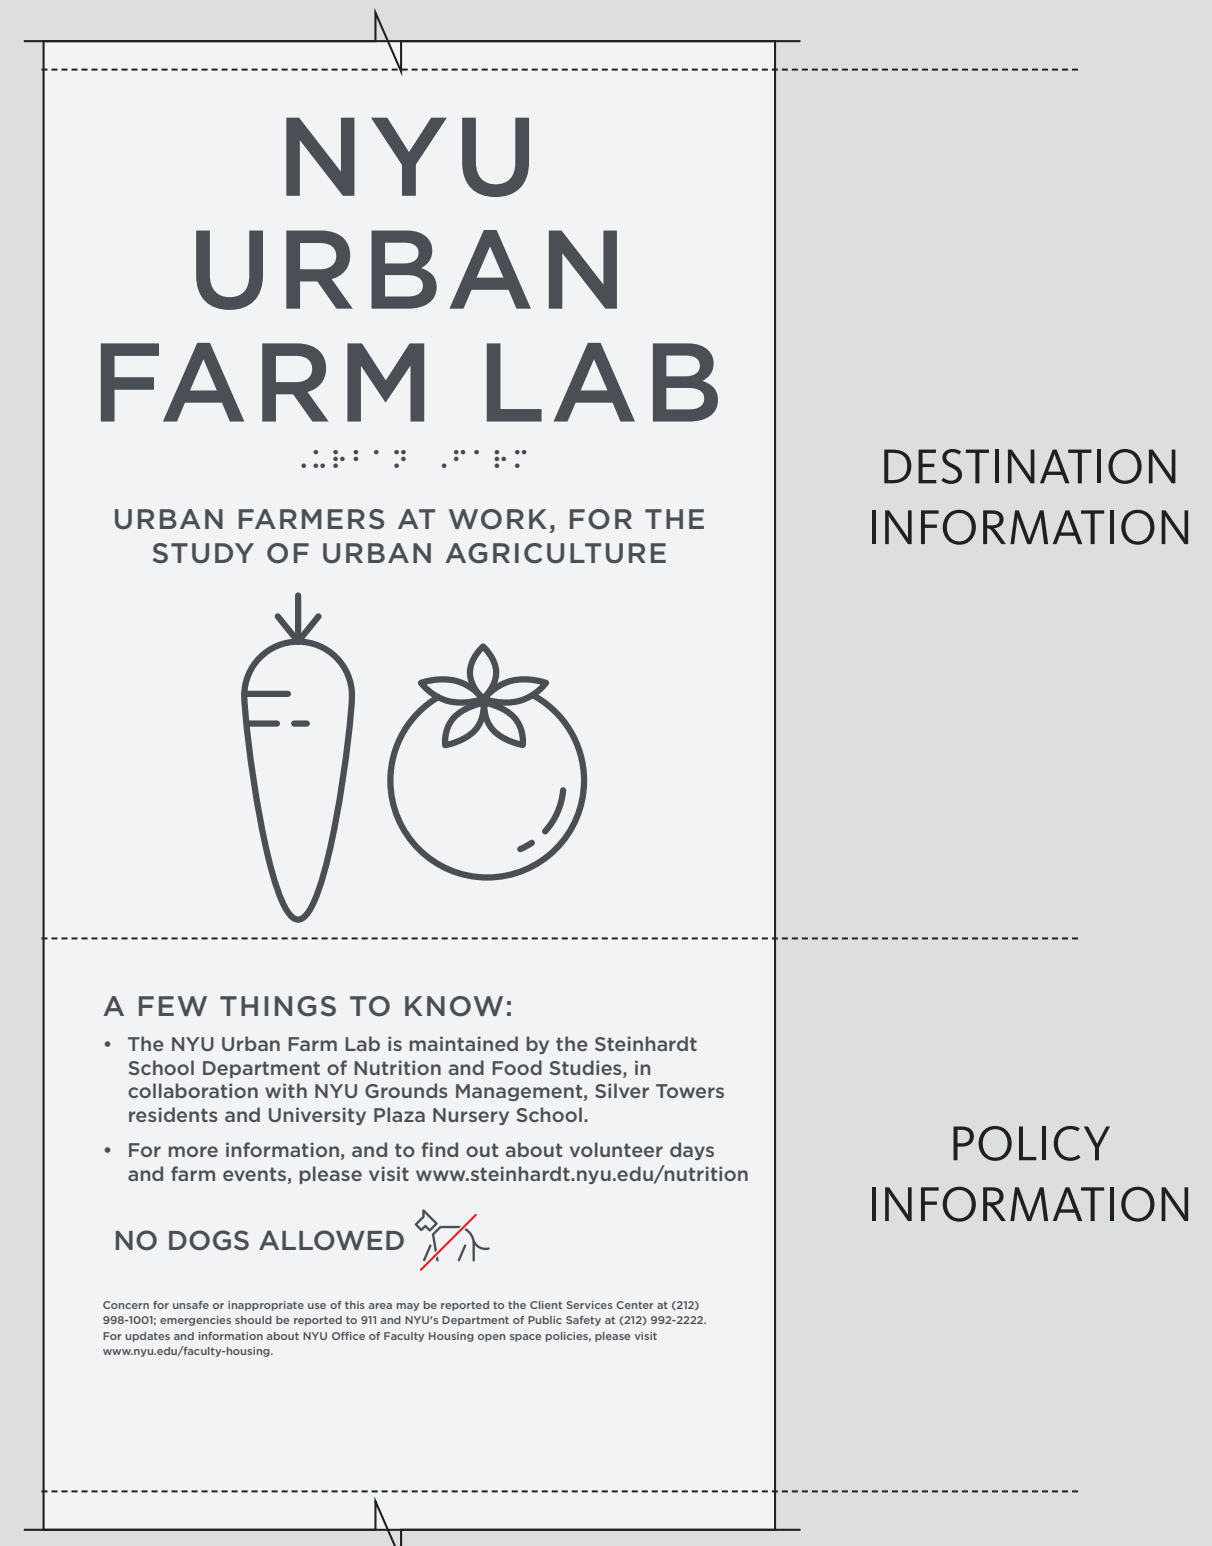 NYU
URBAN
FARM LAB
⠠⠥⠗⠃⠁⠝ ⠠⠋⠁⠗⠍
URBAN FARMERS AT WORK, FOR THE
STUDY OF URBAN AGRICULTURE
DESTINATION
INFORMATION
A FEW THINGS TO KNOW:
• The NYU Urban Farm Lab is maintained by the Steinhardt
School Department of Nutrition and Food Studies, in
collaboration with NYU Grounds Management, Silver Towers
residents and University Plaza Nursery School.
• For more information, and to find out about volunteer days
and farm events, please visit www.steinhardt.nyu.edu/nutrition
NO DOGS ALLOWED
Concern for unsafe or inappropriate use of this area may be reported to the Client Services Center at (212)
998-1001; emergencies should be reported to 911 and NYU's Department of Public Safety at (212) 992-2222.
For updates and information about NYU Office of Faculty Housing open space policies, please visit
www.nyu.edu/faculty-housing.
POLICY
INFORMATION